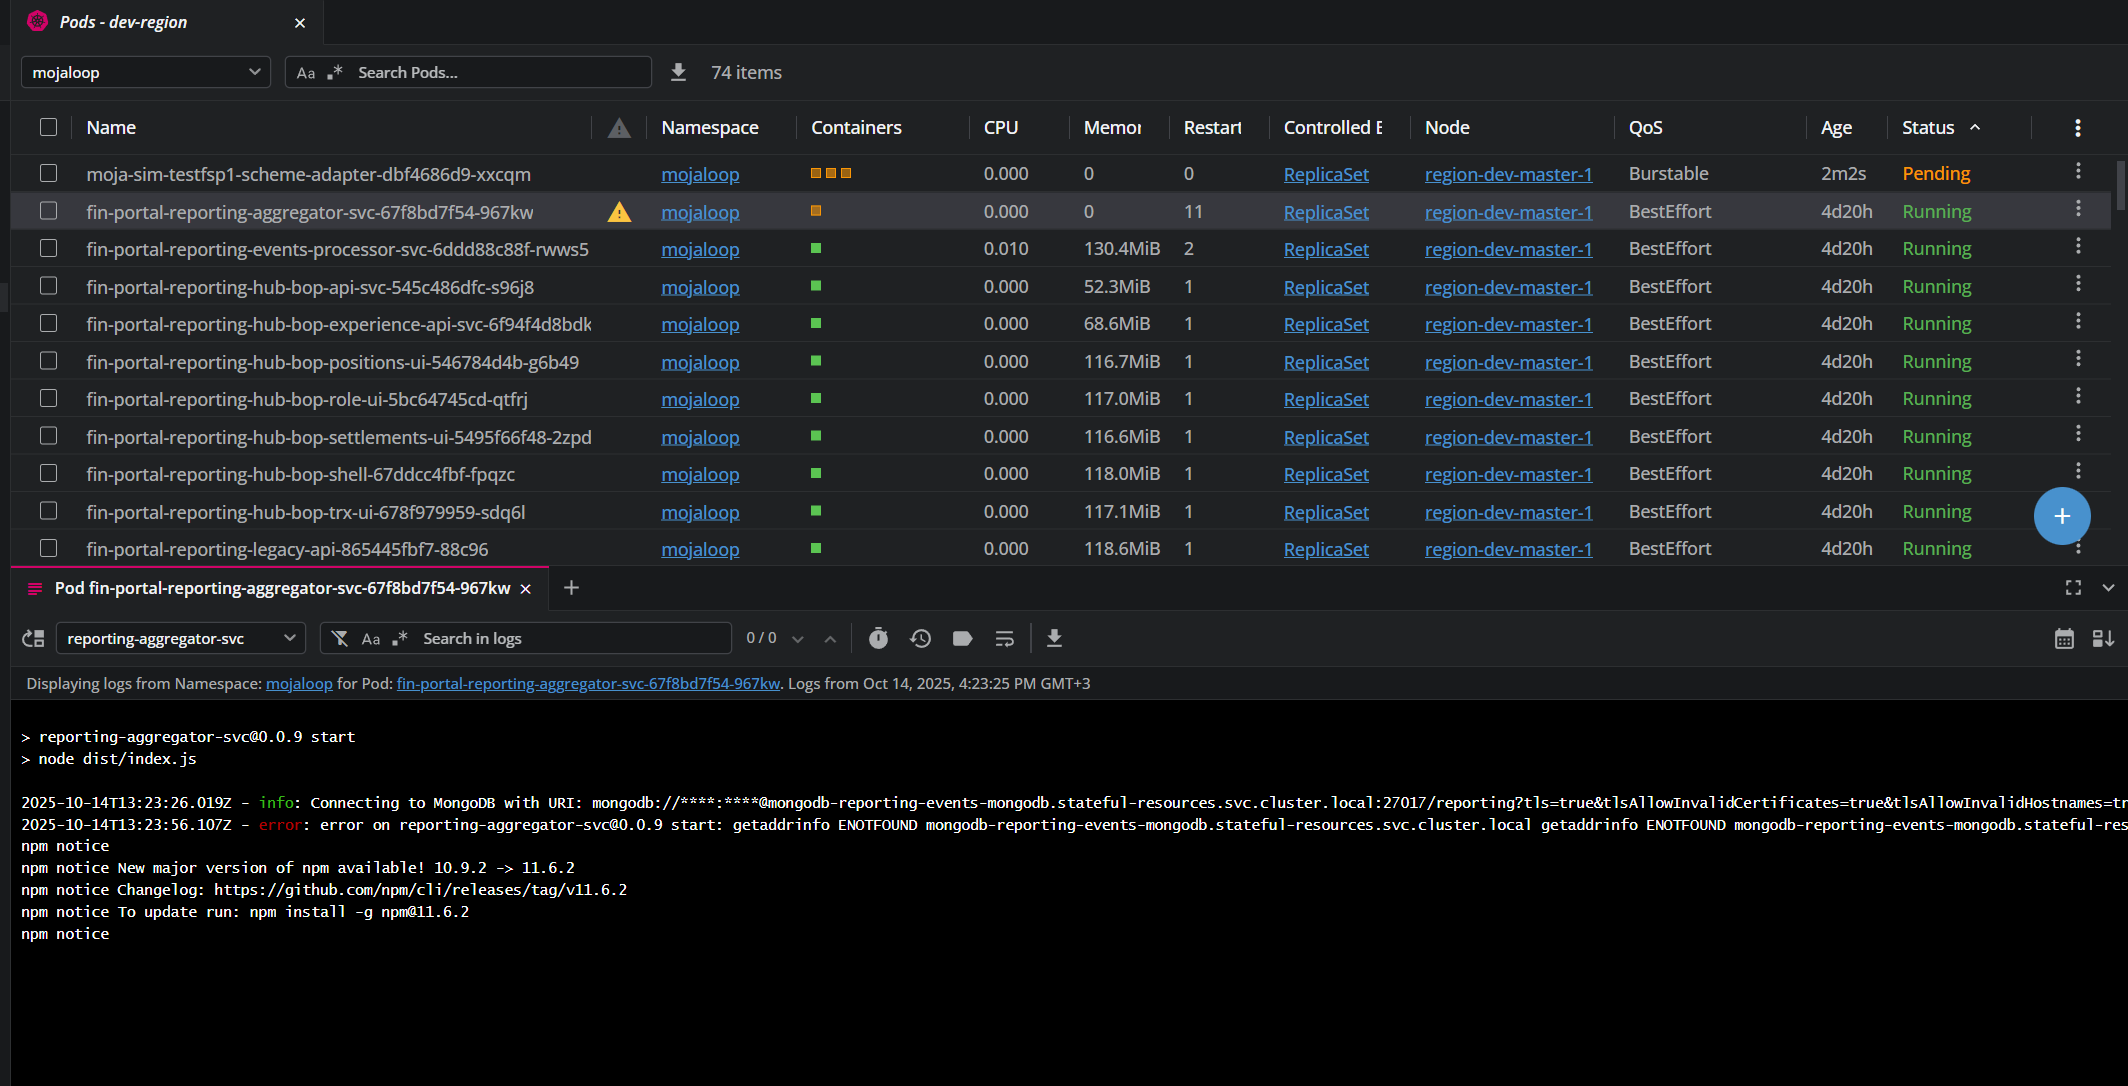 Pods - dev-region
mojaloop Aa .* Search Pods... 74 items
Name Namespace Containers CPU Memor Restart Controlled B Node QoS Age Status
moja-sim-testfsp1-scheme-adapter-dbf4686d9-xxcqm mojaloop 0.000 0 0 ReplicaSet region-dev-master-1 Burstable 2m2s Pending
fin-portal-reporting-aggregator-svc-67f8bd7f54-967kw mojaloop 0.000 0 11 ReplicaSet region-dev-master-1 BestEffort 4d20h Running
fin-portal-reporting-events-processor-svc-6ddd88c88f-rwws5 mojaloop 0.010 130.4MiB 2 ReplicaSet region-dev-master-1 BestEffort 4d20h Running
fin-portal-reporting-hub-bop-api-svc-545c486dfc-s96j8 mojaloop 0.000 52.3MiB 1 ReplicaSet region-dev-master-1 BestEffort 4d20h Running
fin-portal-reporting-hub-bop-experience-api-svc-6f94f4d8bdk mojaloop 0.000 68.6MiB 1 ReplicaSet region-dev-master-1 BestEffort 4d20h Running
fin-portal-reporting-hub-bop-positions-ui-546784d4b-g6b49 mojaloop 0.000 116.7MiB 1 ReplicaSet region-dev-master-1 BestEffort 4d20h Running
fin-portal-reporting-hub-bop-role-ui-5bc64745cd-qtfrj mojaloop 0.000 117.0MiB 1 ReplicaSet region-dev-master-1 BestEffort 4d20h Running
fin-portal-reporting-hub-bop-settlements-ui-5495f66f48-2zpd mojaloop 0.000 116.6MiB 1 ReplicaSet region-dev-master-1 BestEffort 4d20h Running
fin-portal-reporting-hub-bop-shell-67ddcc4fbf-fpqzc mojaloop 0.000 118.0MiB 1 ReplicaSet region-dev-master-1 BestEffort 4d20h Running
fin-portal-reporting-hub-bop-trx-ui-678f979959-sdq6l mojaloop 0.000 117.1MiB 1 ReplicaSet region-dev-master-1 BestEffort 4d20h Running
fin-portal-reporting-legacy-api-865445fbf7-88c96 mojaloop 0.000 118.6MiB 1 ReplicaSet region-dev-master-1 BestEffort 4d20h Running
Pod fin-portal-reporting-aggregator-svc-67f8bd7f54-967kw
reporting-aggregator-svc Aa .* Search in logs 0 / 0
Displaying logs from Namespace: mojaloop for Pod: fin-portal-reporting-aggregator-svc-67f8bd7f54-967kw. Logs from Oct 14, 2025, 4:23:25 PM GMT+3
> reporting-aggregator-svc@0.0.9 start
> node dist/index.js
2025-10-14T13:23:26.019Z - info: Connecting to MongoDB with URI: mongodb://****:****@mongodb-reporting-events-mongodb.stateful-resources.svc.cluster.local:27017/reporting?tls=true&tlsAllowInvalidCertificates=true&tlsAllowInvalidHostnames=tr
2025-10-14T13:23:56.107Z - error: error on reporting-aggregator-svc@0.0.9 start: getaddrinfo ENOTFOUND mongodb-reporting-events-mongodb.stateful-resources.svc.cluster.local getaddrinfo ENOTFOUND mongodb-reporting-events-mongodb.stateful-res
npm notice
npm notice New major version of npm available! 10.9.2 -> 11.6.2
npm notice Changelog: https://github.com/npm/cli/releases/tag/v11.6.2
npm notice To update run: npm install -g npm@11.6.2
npm notice